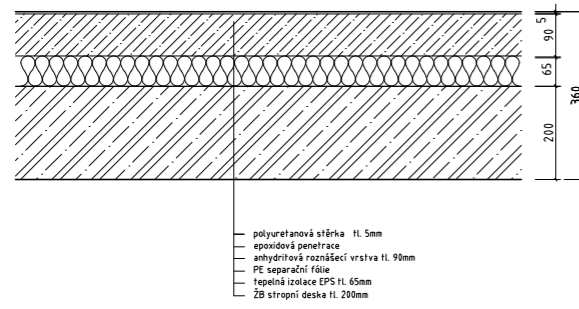 5
90
65
200
360
polyuretanová stěrka tl. 5mm
epoxidová penetrace
anhydritová roznášecí vrstva tl. 90mm
PE separační fólie
tepelná izolace EPS tl. 65mm
ŽB stropní deska tl. 200mm